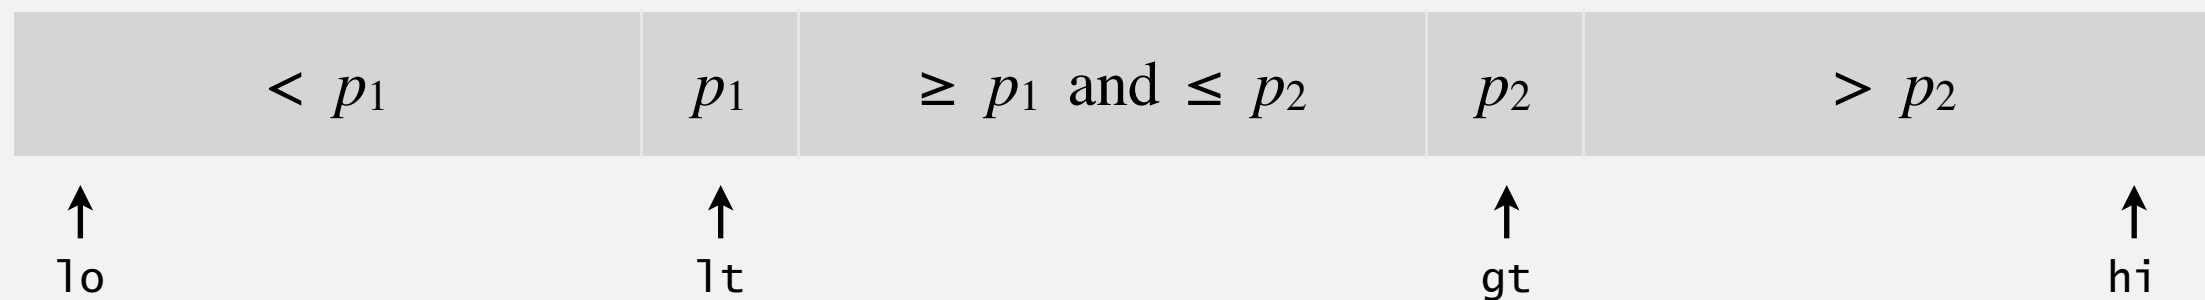 < p1 p1 ≥ p1 and ≤ p2 p2 > p2
lo lt gt hi